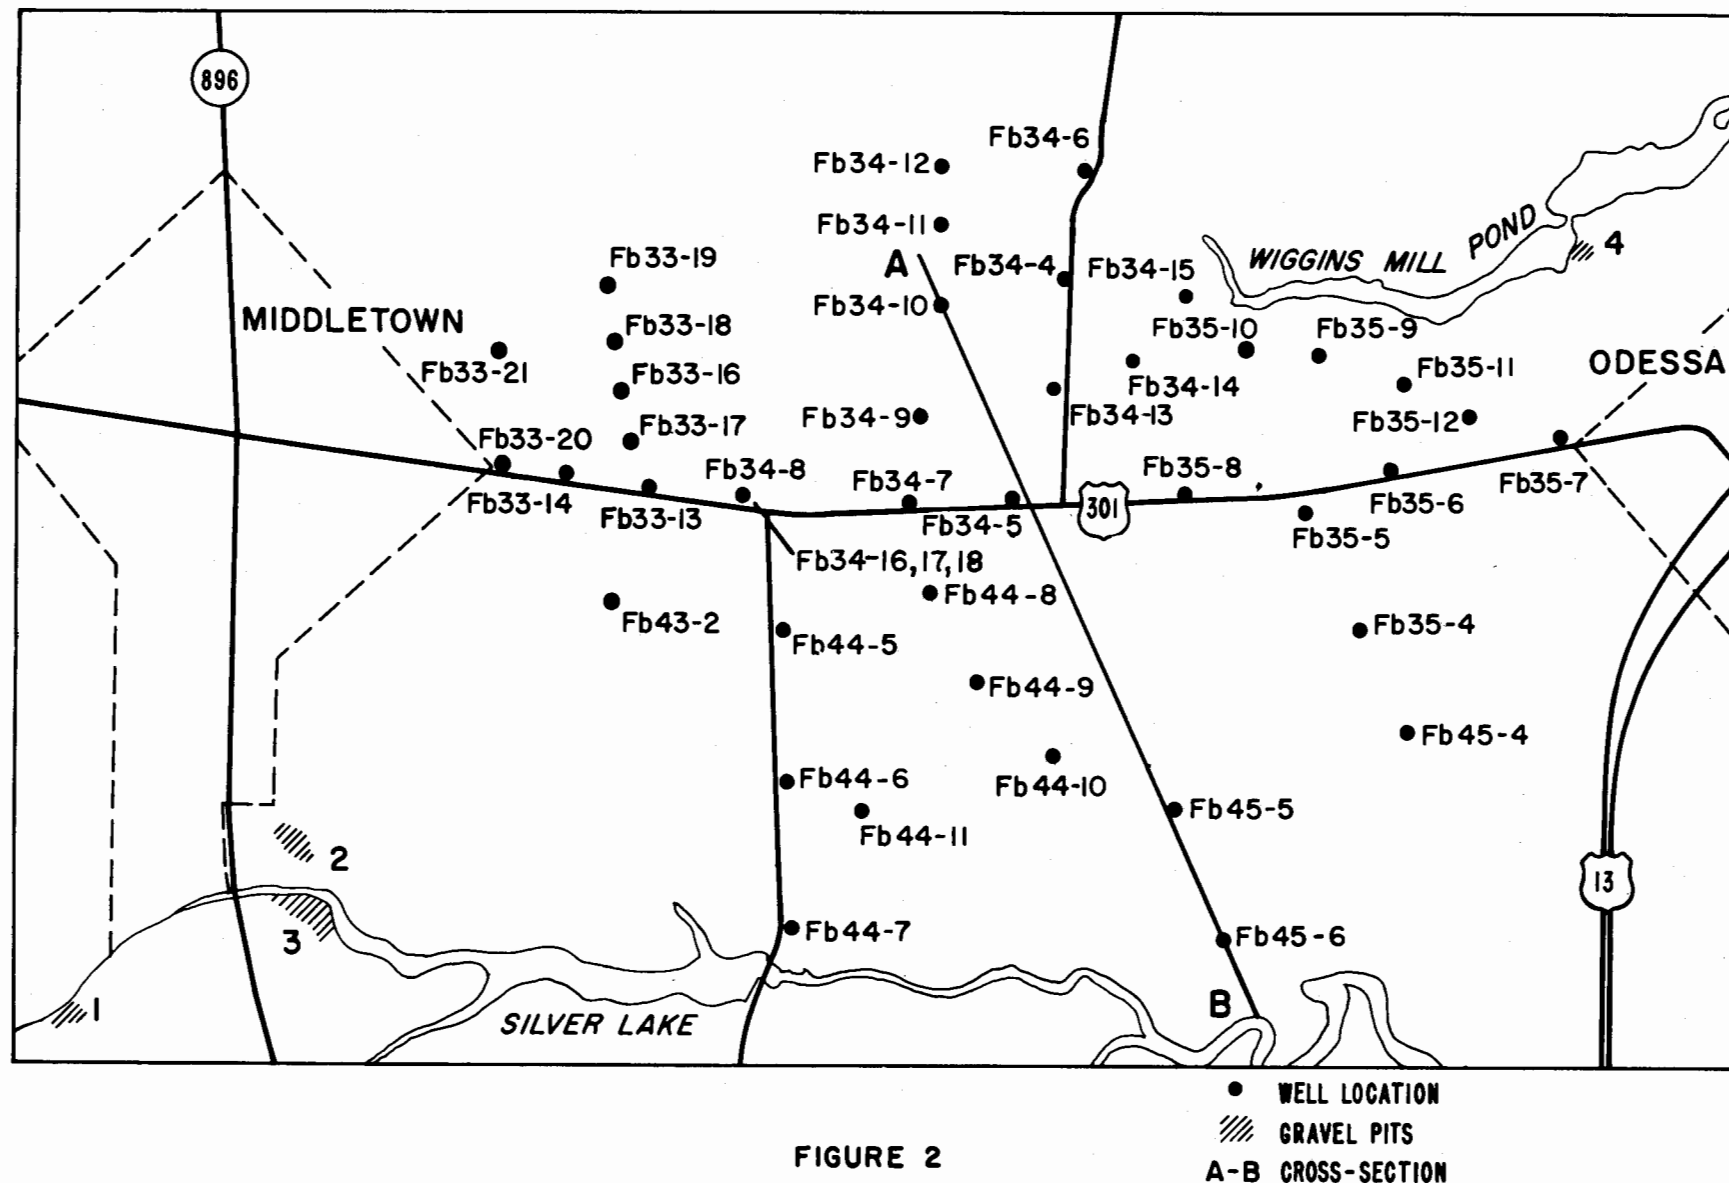 896
Fb34-6
Fb34-12
Fb34-11
A
Fb34-4
Fb34-15
WIGGINS MILL POND
4
Fb33-19
Fb34-10
MIDDLETOWN
Fb33-18
Fb35-10
Fb35-9
Fb33-21
Fb33-16
Fb34-14
Fb35-11
ODESSA
Fb34-9
Fb34-13
Fb35-12
Fb33-17
Fb33-20
Fb34-8
Fb34-7
Fb35-8
Fb35-7
Fb33-14
Fb33-13
Fb34-5
301
Fb35-6
Fb35-5
Fb34-16,17,18
Fb44-8
Fb43-2
Fb44-5
Fb35-4
Fb44-9
Fb45-4
Fb44-6
Fb44-10
Fb45-5
Fb44-11
2
13
3
Fb44-7
Fb45-6
1
SILVER LAKE
B
WELL LOCATION
GRAVEL PITS
A-B CROSS-SECTION
FIGURE 2